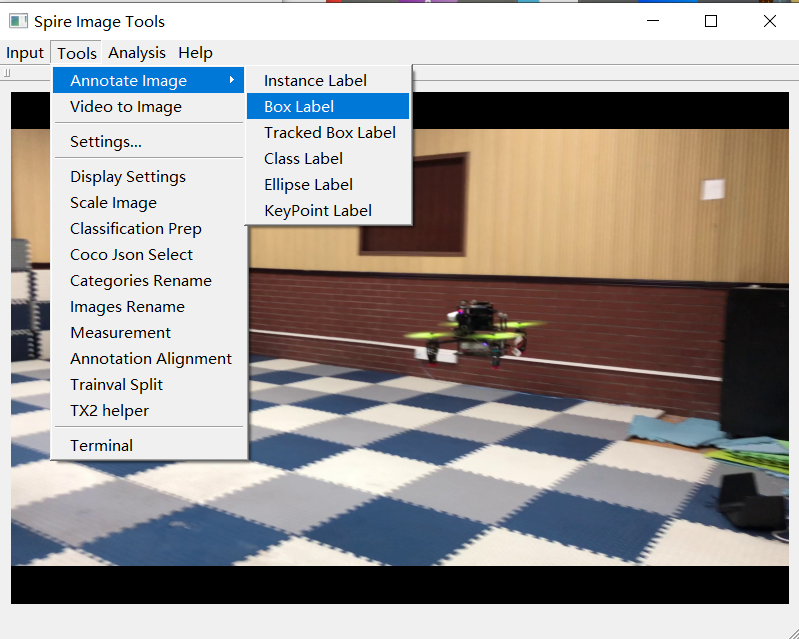 Spire Image Tools
Input Tools Analysis Help
Annotate Image
Video to Image
Settings...
Display Settings
Scale Image
Classification Prep
Coco Json Select
Categories Rename
Images Rename
Measurement
Annotation Alignment
Trainval Split
TX2 helper
Terminal
Instance Label
Box Label
Tracked Box Label
Class Label
Ellipse Label
KeyPoint Label